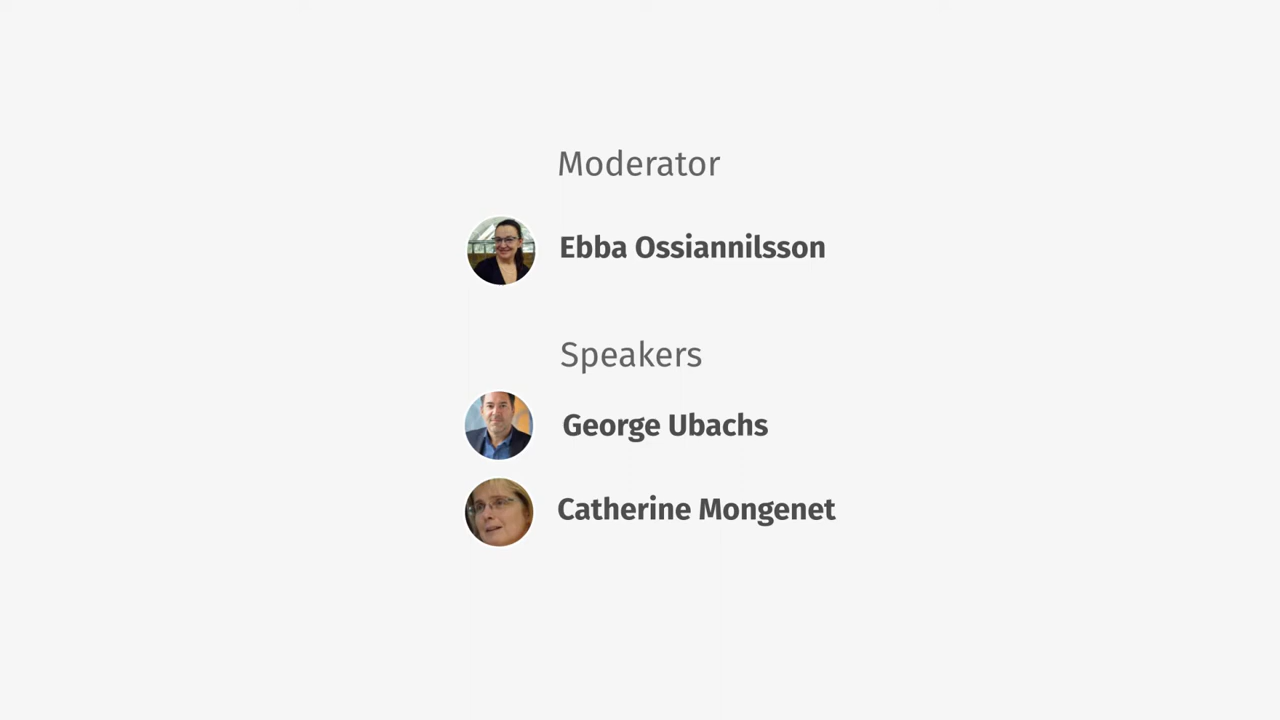 Moderator
Ebba Ossiannilsson
Speakers
George Ubachs
Catherine Mongenet